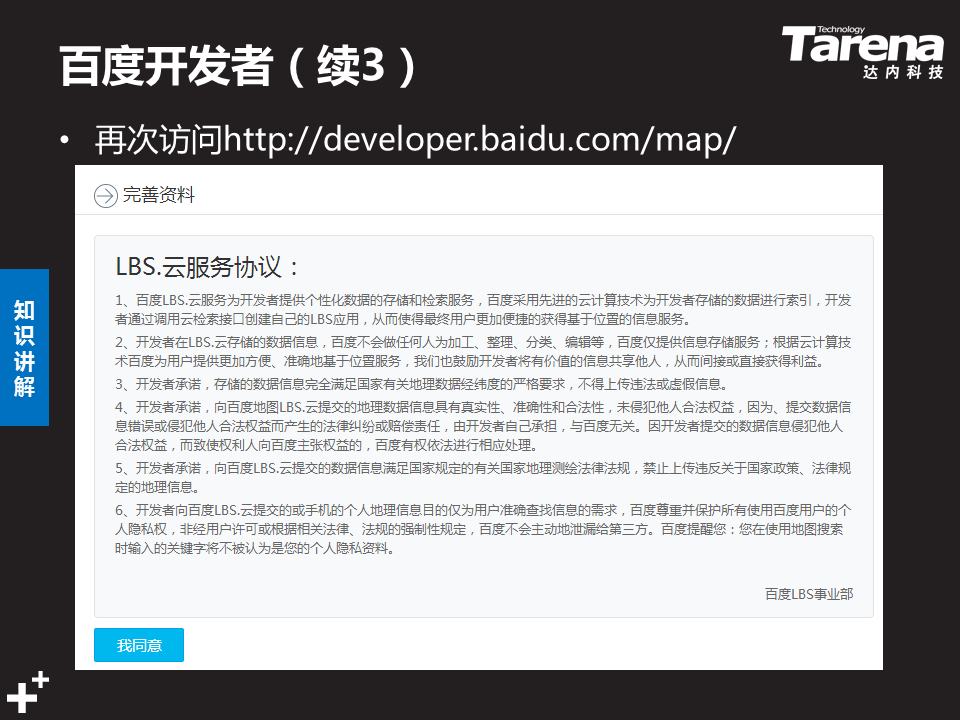 百度开发者（续3）
Technology
Tarena
达内科技
• 再次访问http://developer.baidu.com/map/
完善资料
LBS.云服务协议：
1、百度LBS.云服务为开发者提供个性化数据的存储和检索服务，百度采用先进的云计算技术为开发者存储的数据进行索引，开发
者通过调用云检索接口创建自己的LBS应用，从而使得最终用户更加便捷的获得基于位置的信息服务。
2、开发者在LBS.云存储的数据信息，百度不会做任何人为加工、整理、分类、编辑等，百度仅提供信息存储服务；根据云计算技
术百度为用户提供更加方便、准确地基于位置服务，我们也鼓励开发者将有价值的信息共享他人，从而间接或直接获得利益。
3、开发者承诺，存储的数据信息完全满足国家有关地理数据经纬度的严格要求，不得上传违法或虚假信息。
4、开发者承诺，向百度地图LBS.云提交的地理数据信息具有真实性、准确性和合法性，未侵犯他人合法权益，因为、提交数据信
息错误或侵犯他人合法权益而产生的法律纠纷或赔偿责任，由开发者自己承担，与百度无关。因开发者提交的数据信息侵犯他人
合法权益，而致使权利人向百度主张权益的，百度有权依法进行相应处理。
5、开发者承诺，向百度LBS.云提交的数据信息满足国家规定的有关国家地理测绘法律法规，禁止上传违反关于国家政策、法律规
定的地理信息。
6、开发者向百度LBS.云提交的或手机的个人地理信息目的仅为用户准确查找信息的需求，百度尊重并保护所有使用百度用户的个
人隐私权，非经用户许可或根据相关法律、法规的强制性规定，百度不会主动地泄漏给第三方。百度提醒您：您在使用地图搜索
时输入的关键字将不被认为是您的个人隐私资料。
百度LBS事业部
我同意
知识讲解